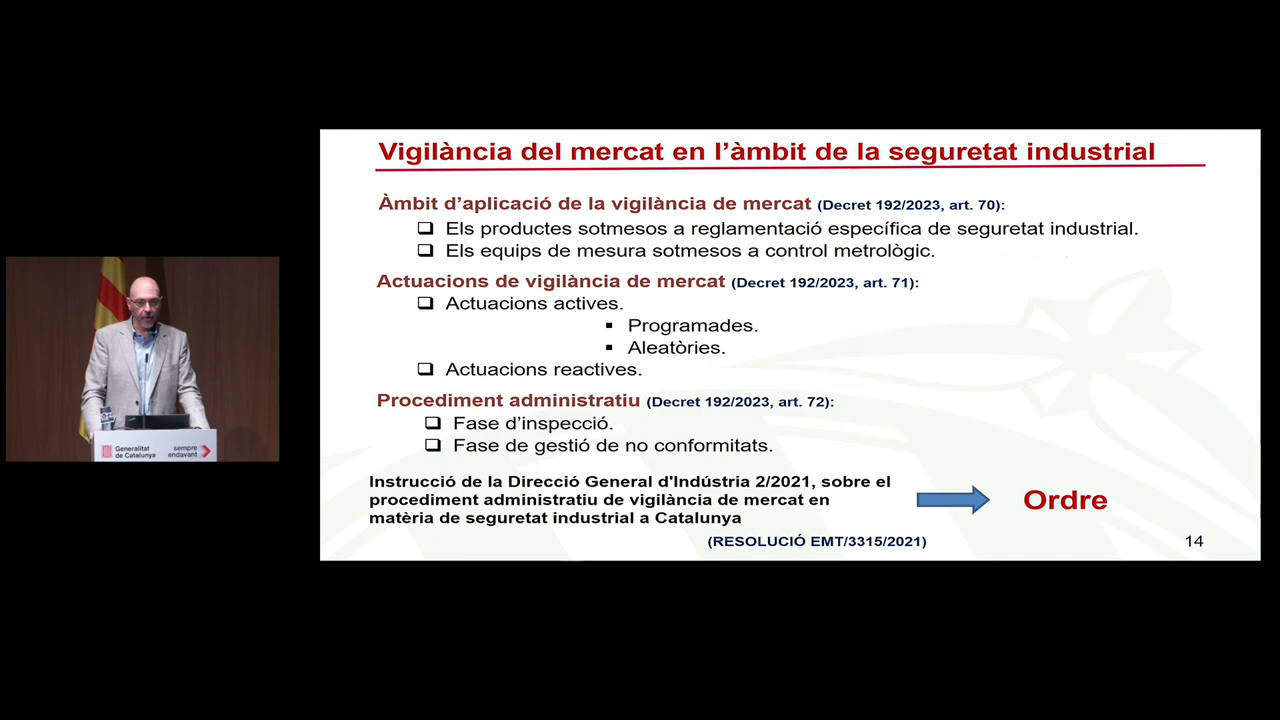 Vigilància del mercat en l'àmbit de la seguretat industrial
Àmbit d'aplicació de la vigilància de mercat (Decret 192/2023, art. 70):
Els productes sotmesos a reglamentació específica de seguretat industrial.
Els equips de mesura sotmesos a control metrològic.
Actuacions de vigilància de mercat (Decret 192/2023, art. 71):
Actuacions actives.
Programades.
Aleatòries.
Actuacions reactives.
Procediment administratiu (Decret 192/2023, art. 72):
Fase d'inspecció.
Fase de gestió de no conformitats.
Instrucció de la Direcció General d'Indústria 2/2021, sobre el
procediment administratiu de vigilància de mercat en
matèria de seguretat industrial a Catalunya
Ordre
(RESOLUCIÓ EMT/3315/2021)
14
Generalitat
de Catalunya
sempre
endavant